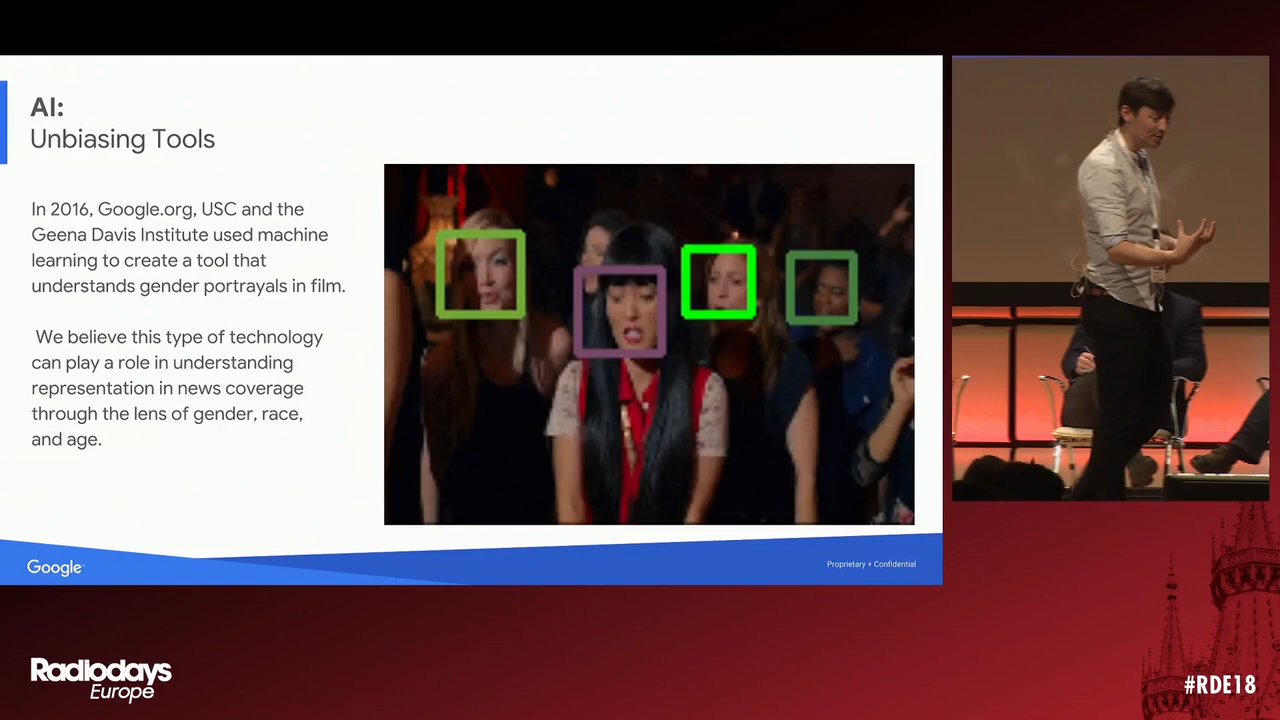 AI:
Unbiasing Tools
In 2016, Google.org, USC and the
Geena Davis Institute used machine
learning to create a tool that
understands gender portrayals in film.
We believe this type of technology
can play a role in understanding
representation in news coverage
through the lens of gender, race,
and age.
Google
Proprietary + Confidential
Radiodays
Europe
#RDE18